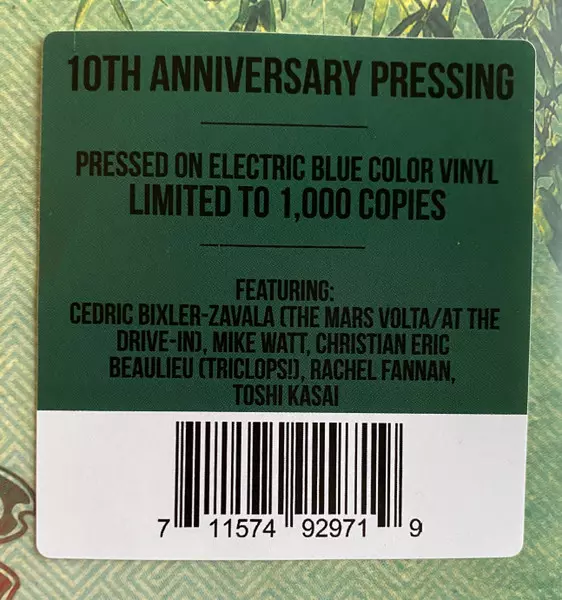 10TH ANNIVERSARY PRESSING
PRESSED ON ELECTRIC BLUE COLOR VINYL
LIMITED TO 1,000 COPIES
FEATURING:
CEDRIC BIXLER-ZAVALA (THE MARS VOLTA/AT THE
DRIVE-IN), MIKE WATT, CHRISTIAN ERIC
BEAULIEU (TRICLOPS!), RACHEL FANNAN,
TOSHI KASAI
7 11574 92971 9